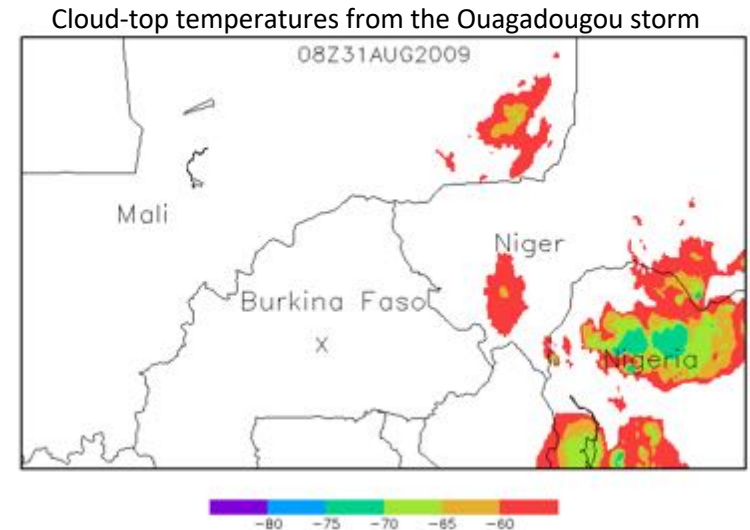 Cloud-top temperatures from the Ouagadougou storm
08Z31AUG2009
Mali
Niger
Burkina Faso
X
Nigeria
-80 -75 -70 -65 -60